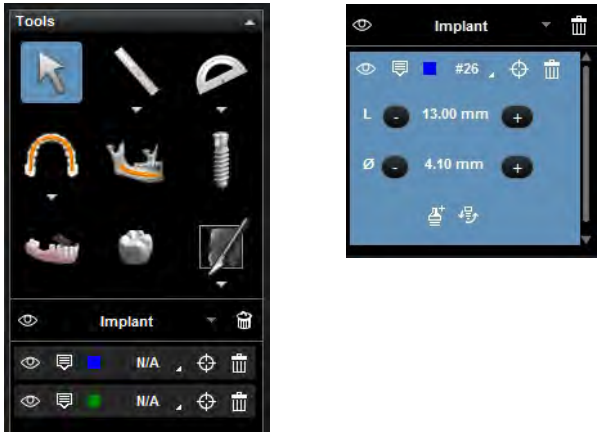 Tools
Implant
N/A
N/A
Implant
#26
L - 13.00 mm +
Ø - 4.10 mm +